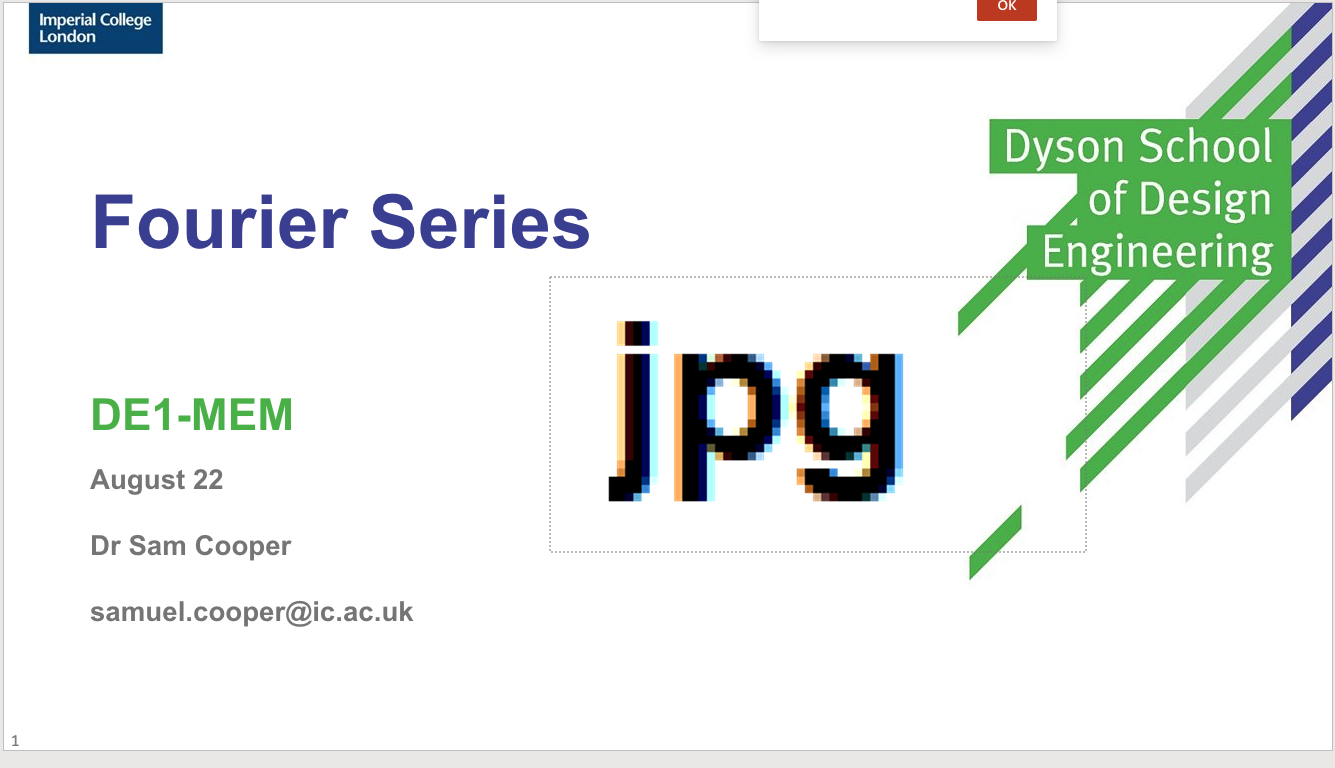 Imperial College
London
OK
Dyson School
of Design
Engineering
Fourier Series
jpg
DE1-MEM
August 22
Dr Sam Cooper
samuel.cooper@ic.ac.uk
1